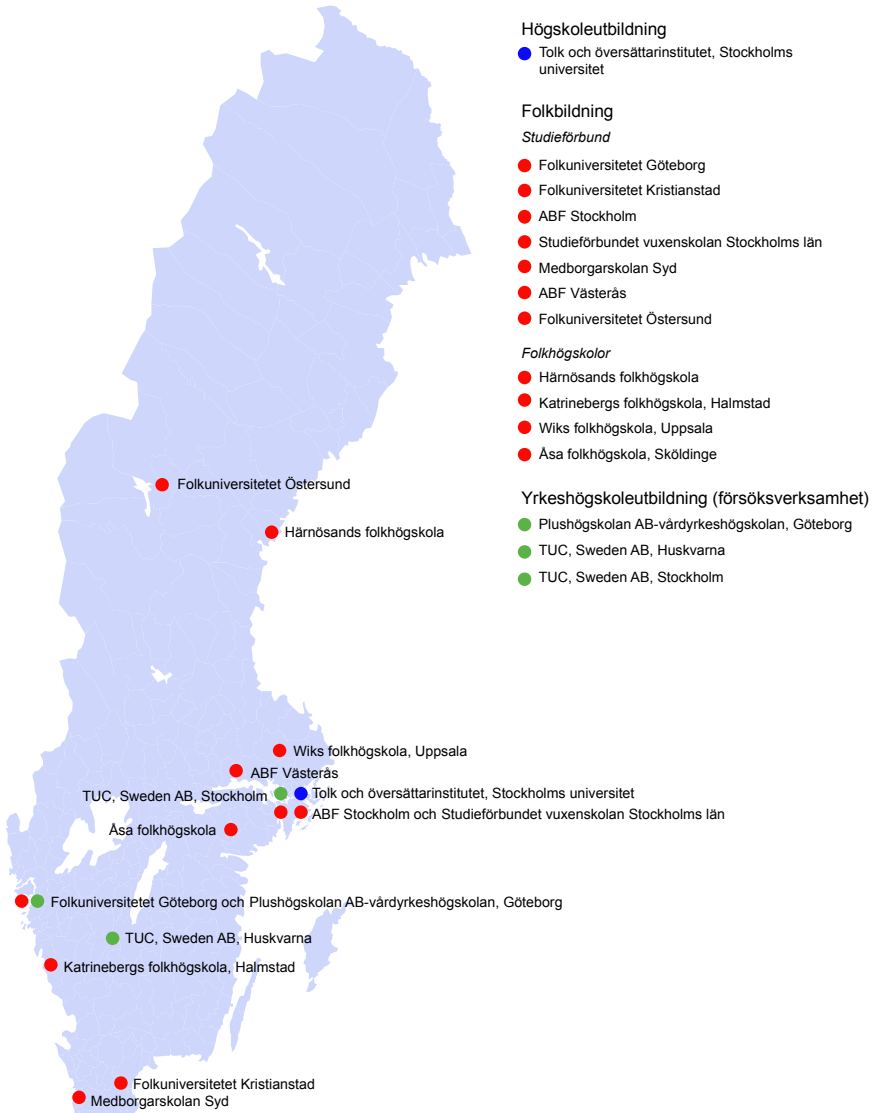 Högskoleutbildning
Tolk och översättarinstitutet, Stockholms
universitet
Folkbildning
Studieförbund
Folkuniversitetet Göteborg
Folkuniversitetet Kristianstad
ABF Stockholm
Studieförbundet vuxenskolan Stockholms län
Medborgarskolan Syd
ABF Västerås
Folkuniversitetet Östersund
Folkhögskolor
Härnösands folkhögskola
Katrinebergs folkhögskola, Halmstad
Wiks folkhögskola, Uppsala
Åsa folkhögskola, Sköldinge
Yrkeshögskoleutbildning (försöksverksamhet)
Plushögskolan AB-vårdyrkeshögskolan, Göteborg
TUC, Sweden AB, Huskvarna
TUC, Sweden AB, Stockholm
Folkuniversitetet Östersund
Härnösands folkhögskola
Wiks folkhögskola, Uppsala
ABF Västerås
TUC, Sweden AB, Stockholm
Tolk och översättarinstitutet, Stockholms universitet
ABF Stockholm och Studieförbundet vuxenskolan Stockholms län
Åsa folkhögskola
Folkuniversitetet Göteborg och Plushögskolan AB-vårdyrkeshögskolan, Göteborg
TUC, Sweden AB, Huskvarna
Katrinebergs folkhögskola, Halmstad
Folkuniversitetet Kristianstad
Medborgarskolan Syd